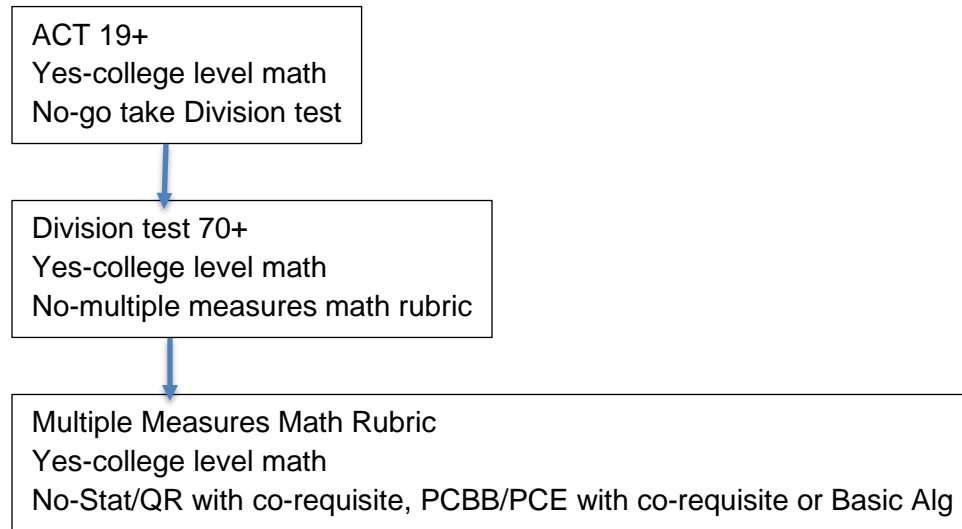 ACT 19+
Yes-college level math
No-go take Division test
Division test 70+
Yes-college level math
No-multiple measures math rubric
Multiple Measures Math Rubric
Yes-college level math
No-Stat/QR with co-requisite, PCBB/PCE with co-requisite or Basic Alg